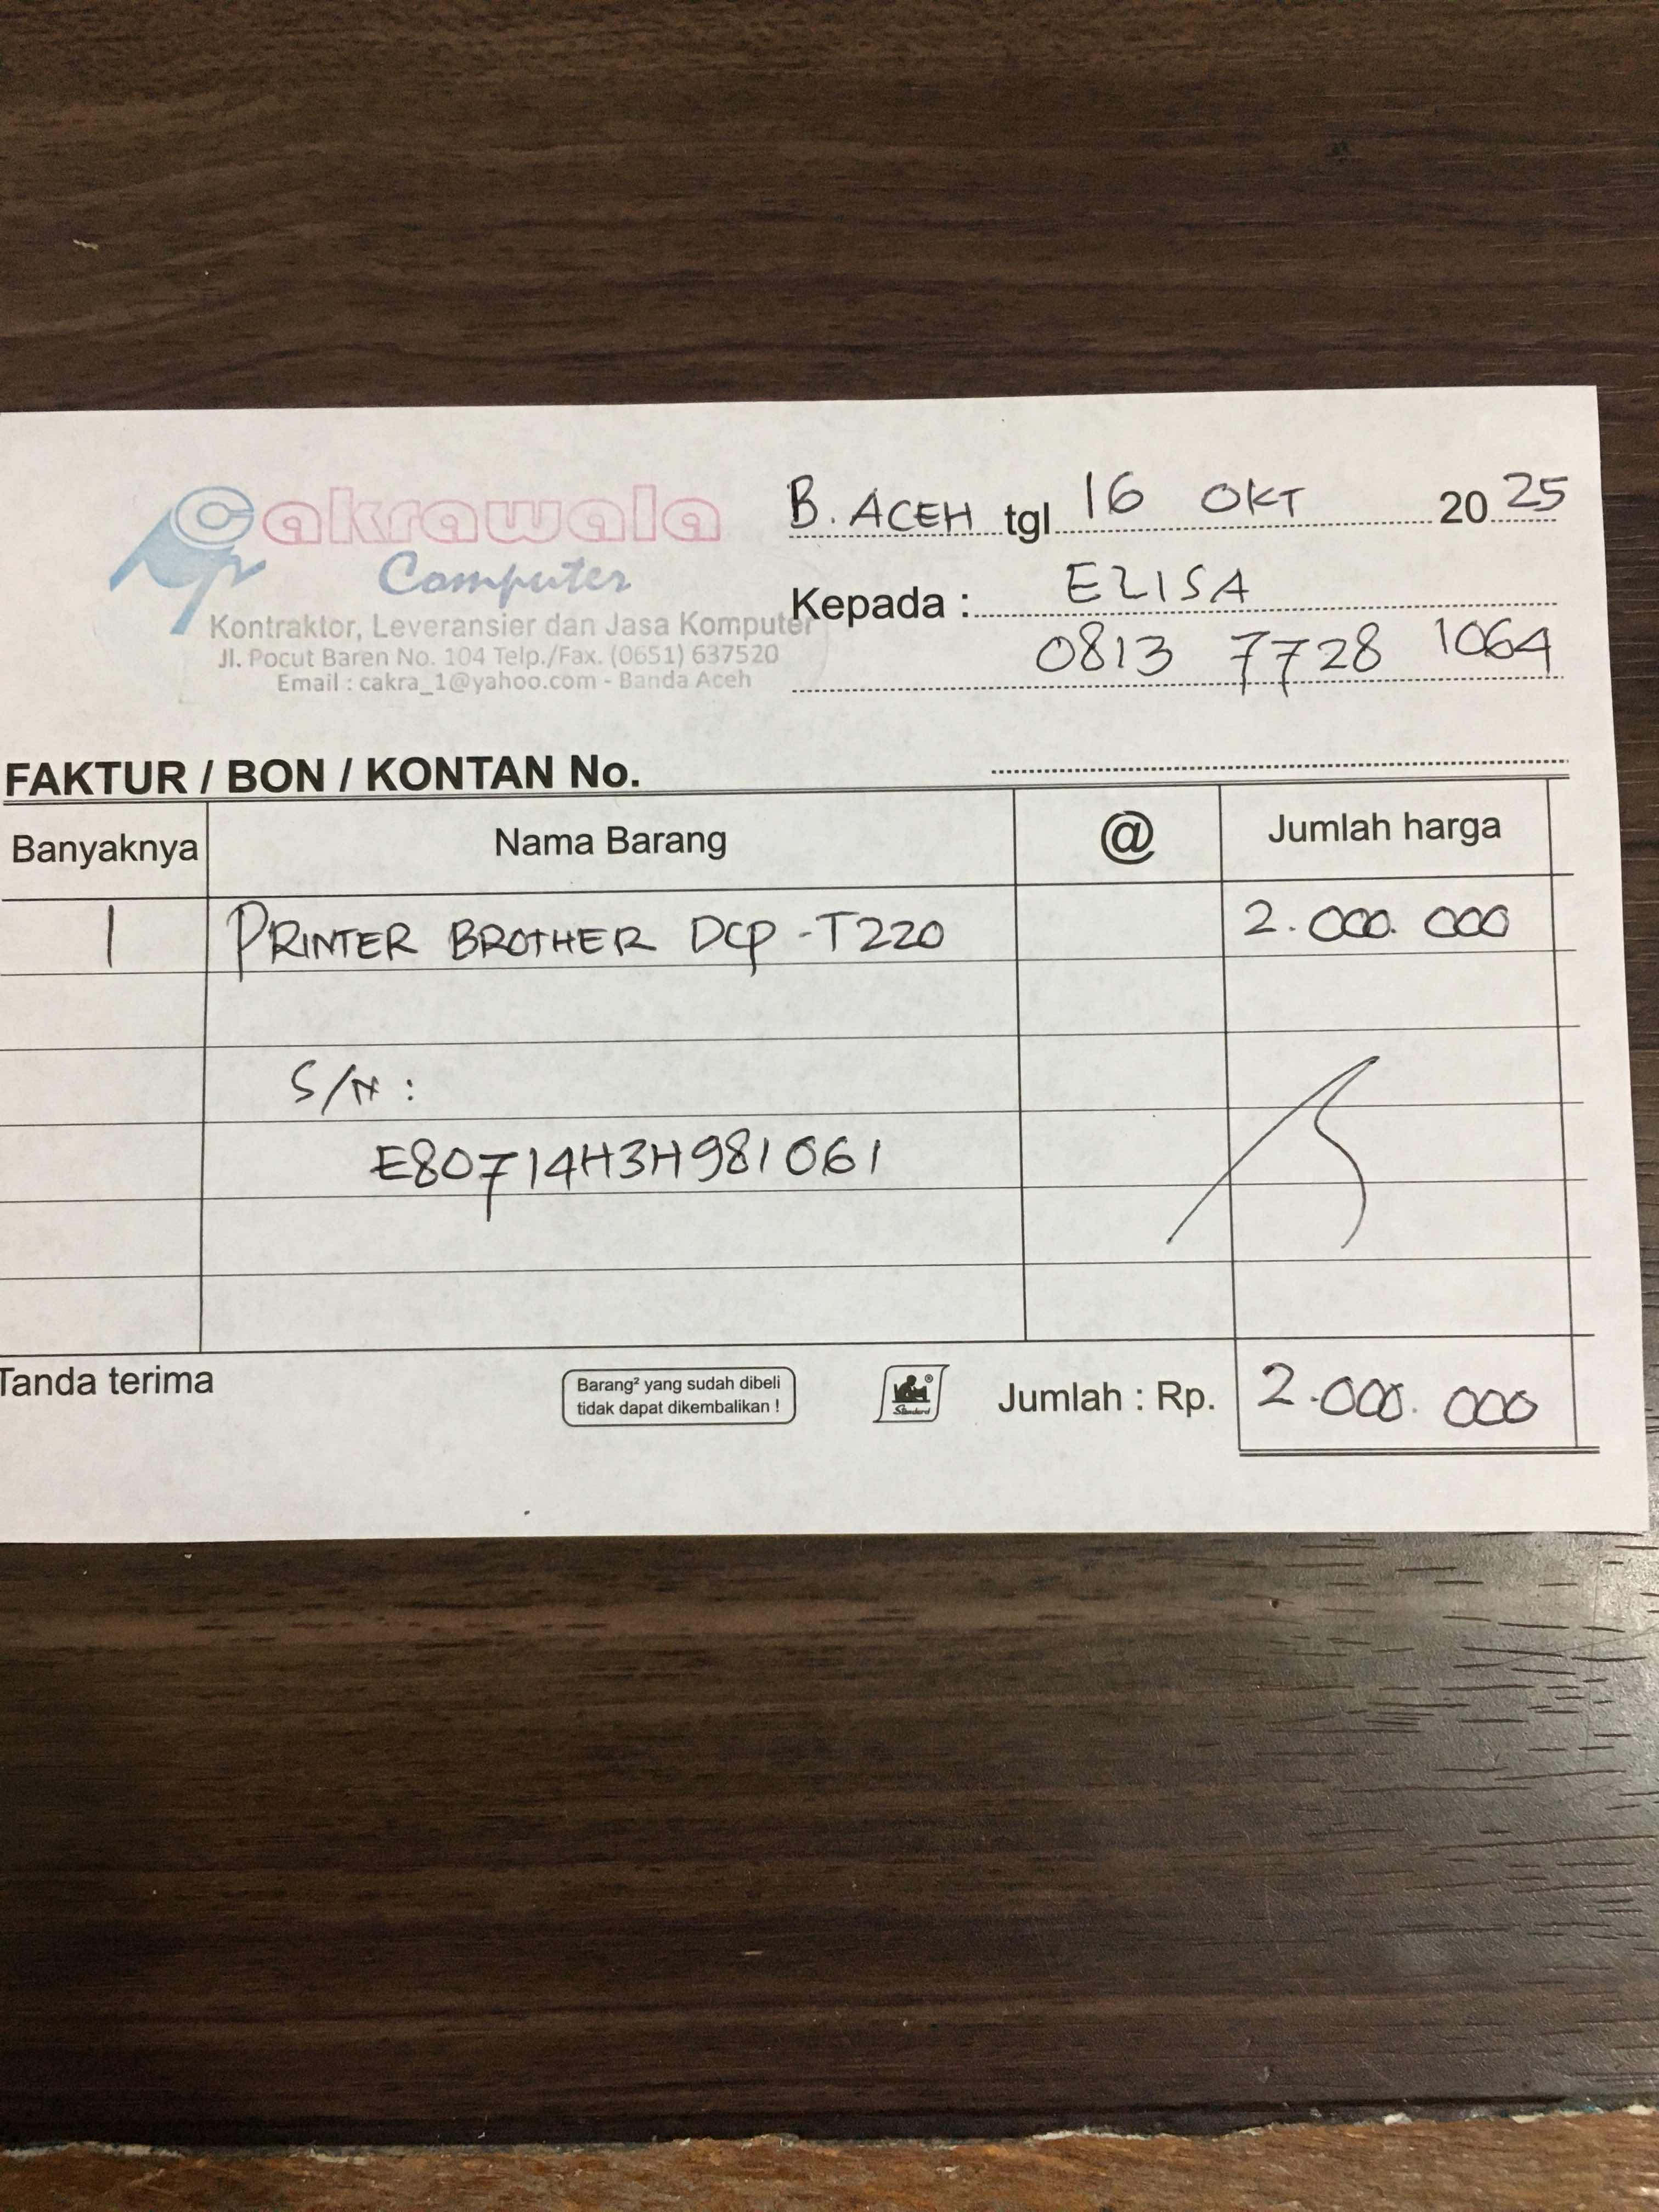 Cakrawala
Computer
Kontraktor, Leveransier dan Jasa Komputer
Jl. Pocut Baren No. 104 Telp./Fax. (0651) 637520
Email : cakra_1@yahoo.com - Banda Aceh
B. ACEH tgl 16 OKT 2025
Kepada : ELISA
0813 7728 1064
FAKTUR / BON / KONTAN No.
Banyaknya Nama Barang @ Jumlah harga
1 PRINTER BROTHER DCP-T220 2.000.000
S/N :
E80714H3H981061
Tanda terima
Barang² yang sudah dibeli
tidak dapat dikembalikan !
Standard ®
Jumlah : Rp. 2.000.000